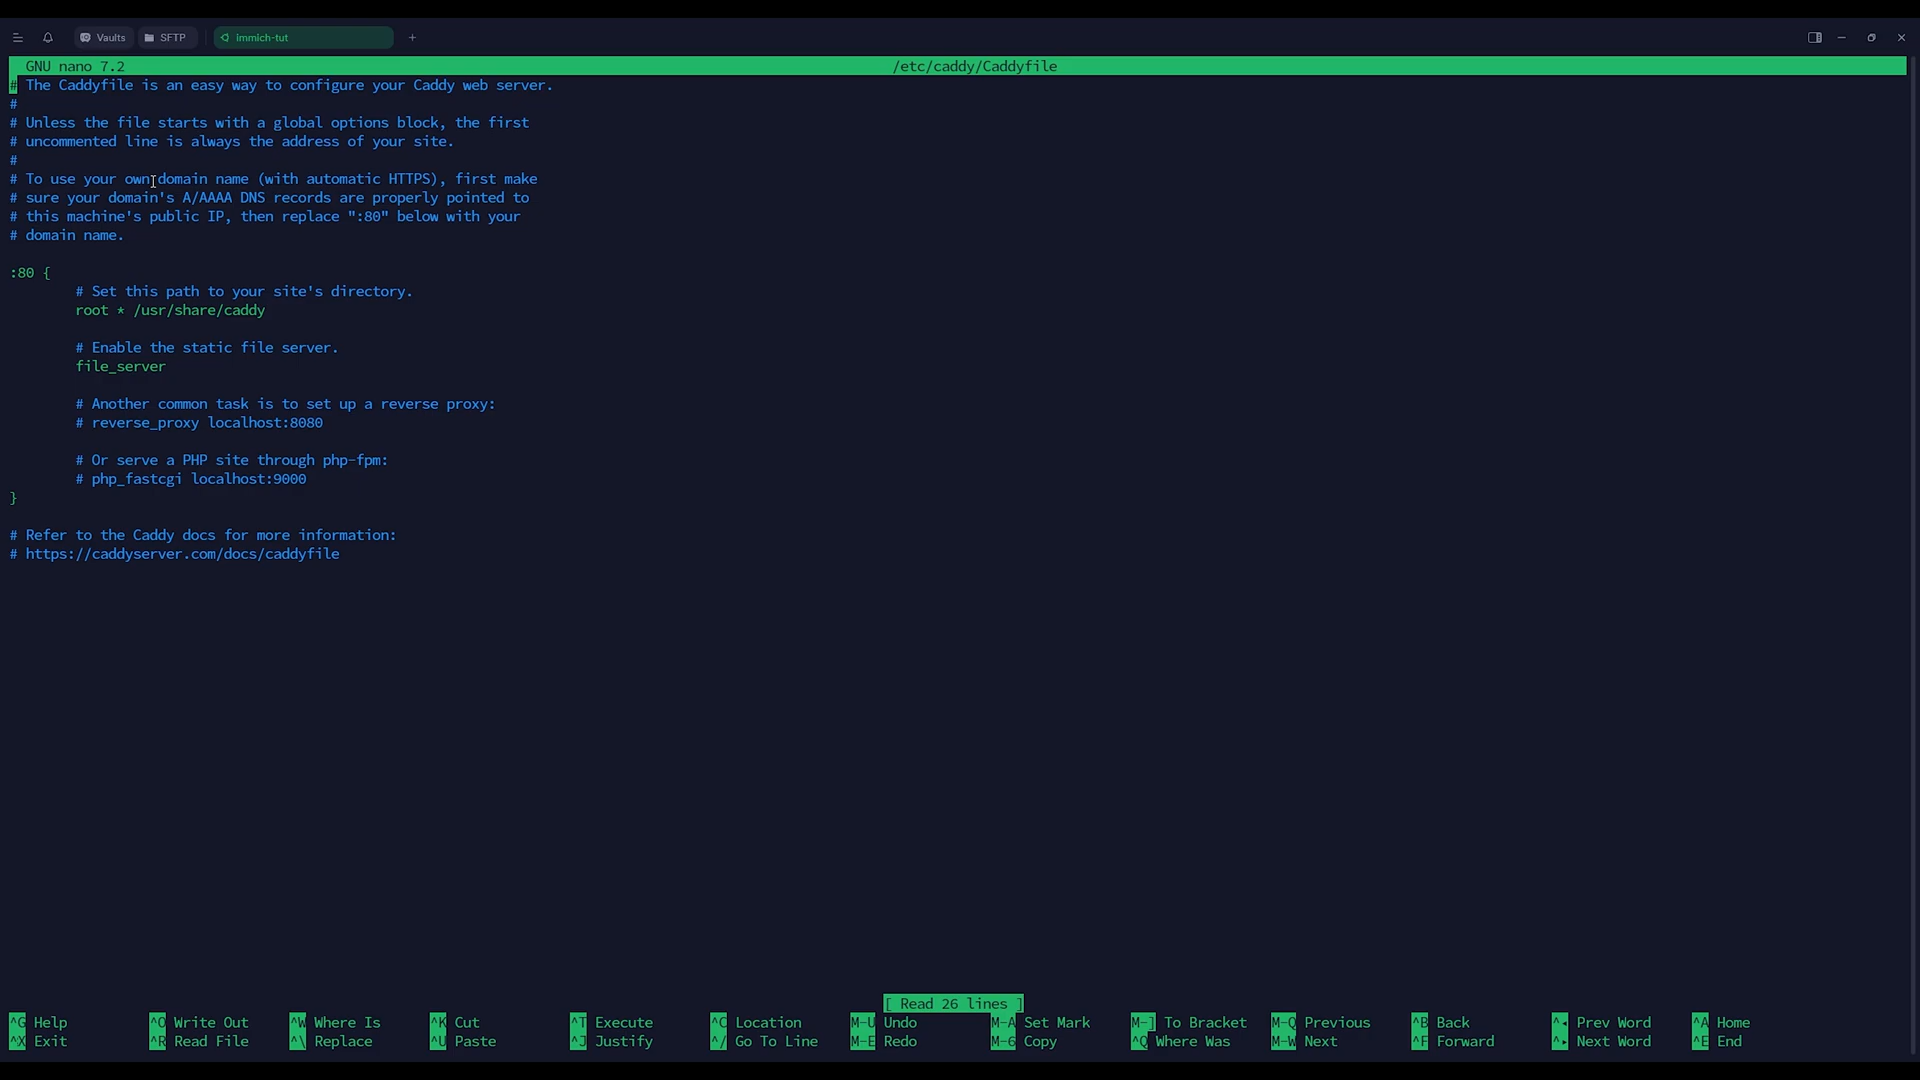 Vaults SFTP immich-tut
GNU nano 7.2 /etc/caddy/Caddyfile
# The Caddyfile is an easy way to configure your Caddy web server.
#
# Unless the file starts with a global options block, the first
# uncommented line is always the address of your site.
#
# To use your own domain name (with automatic HTTPS), first make
# sure your domain's A/AAAA DNS records are properly pointed to
# this machine's public IP, then replace ":80" below with your
# domain name.
:80 {
# Set this path to your site's directory.
root * /usr/share/caddy
# Enable the static file server.
file_server
# Another common task is to set up a reverse proxy:
# reverse_proxy localhost:8080
# Or serve a PHP site through php-fpm:
# php_fastcgi localhost:9000
}
# Refer to the Caddy docs for more information:
# https://caddyserver.com/docs/caddyfile
[ Read 26 lines ]
^G Help ^O Write Out ^W Where Is ^K Cut ^T Execute ^C Location M-U Undo M-A Set Mark M-] To Bracket M-Q Previous ^B Back ^◂ Prev Word ^A Home
^X Exit ^R Read File ^\ Replace ^U Paste ^J Justify ^/ Go To Line M-E Redo M-6 Copy ^Q Where Was M-W Next ^F Forward ^▸ Next Word ^E End